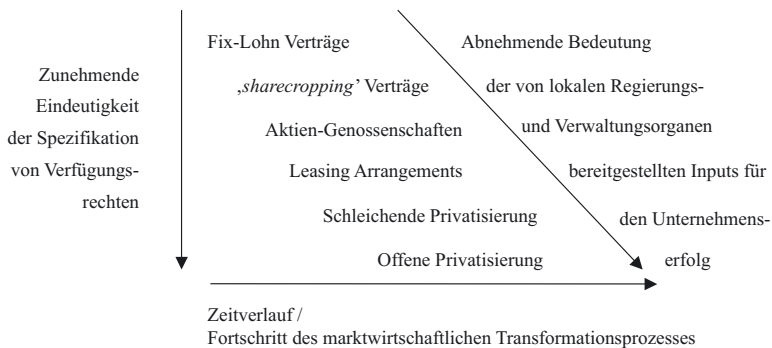 Zunehmende
Eindeutigkeit
der Spezifikation
von Verfügungs-
rechten
Fix-Lohn Verträge
‚sharecropping’ Verträge
Aktien-Genossenschaften
Leasing Arrangements
Schleichende Privatisierung
Offene Privatisierung
Abnehmende Bedeutung
der von lokalen Regierungs-
und Verwaltungsorganen
bereitgestellten Inputs für
den Unternehmens-
erfolg
Zeitverlauf /
Fortschritt des marktwirtschaftlichen Transformationsprozesses